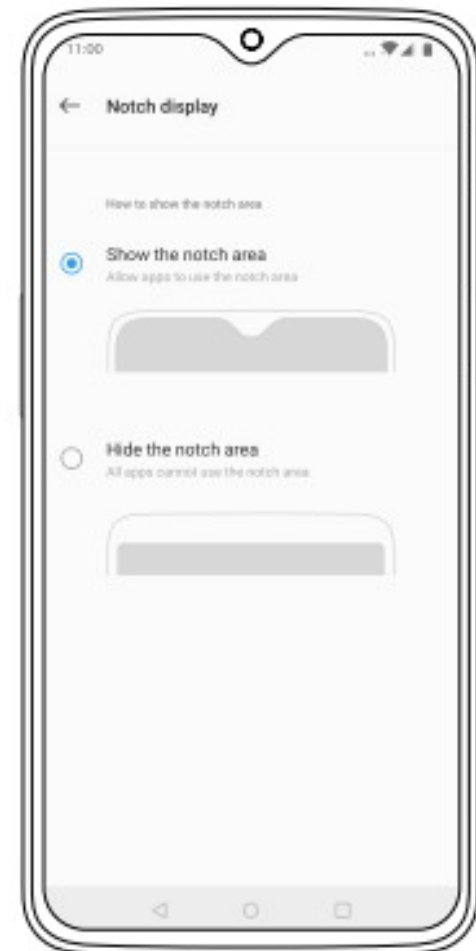 11:00
Notch display
How to show the notch area
Show the notch area
Allow apps to use the notch area
Hide the notch area
All apps cannot use the notch area